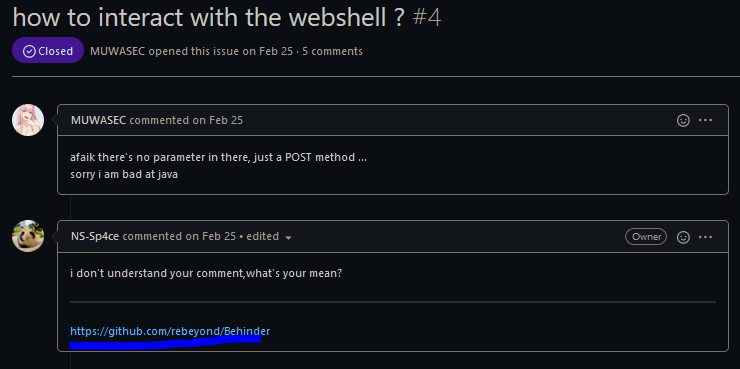 how to interact with the webshell ? #4
Closed MUWASEC opened this issue on Feb 25 · 5 comments
MUWASEC commented on Feb 25
afaik there's no parameter in there, just a POST method ...
sorry i am bad at java
NS-Sp4ce commented on Feb 25 • edited Owner
i don't understand your comment,what's your mean?
https://github.com/rebeyond/Behinder